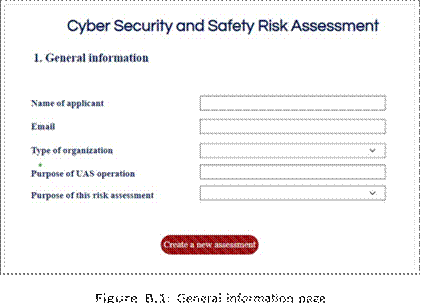 Cyber Security and Safety Risk Assessment
1. General information
Name of applicant
Email
Type of organization
Purpose of UAS operation
Purpose of this risk assessment
Create a new assessment
Figure B.1: General information page